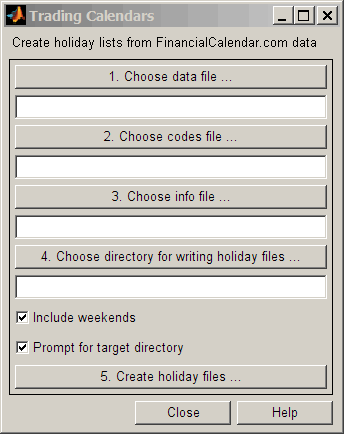 Trading Calendars
Create holiday lists from FinancialCalendar.com data
1. Choose data file ...
2. Choose codes file ...
3. Choose info file ...
4. Choose directory for writing holiday files ...
Include weekends
Prompt for target directory
5. Create holiday files ...
Close Help